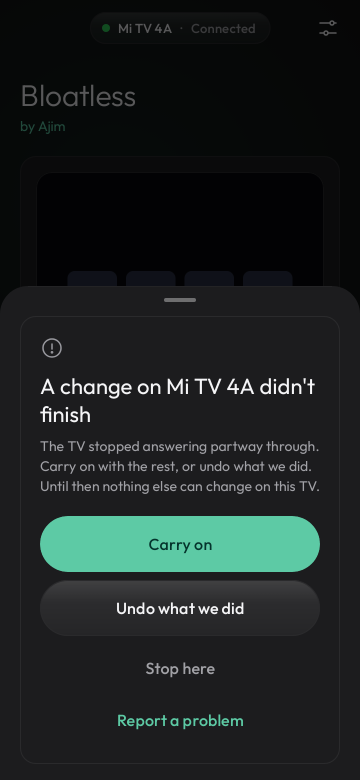 Mi TV 4A · Connected
Bloatless
by Ajim
A change on Mi TV 4A didn't
finish
The TV stopped answering partway through.
Carry on with the rest, or undo what we did.
Until then nothing else can change on this TV.
Carry on
Undo what we did
Stop here
Report a problem